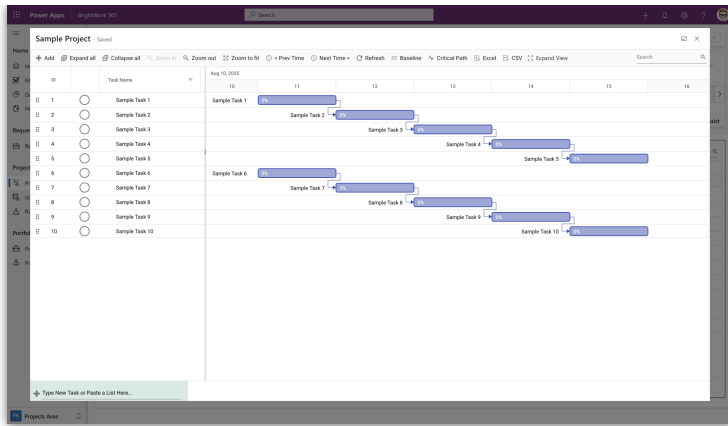 Power Apps BrightWork 365 Search
Sample Project - Saved
Add Expand all Collapse all Zoom in Zoom out Zoom to fit < Prev Time Next Time > Refresh Baseline Critical Path Excel CSV Expand View Search
Home
ID Task Name Aug 10, 2025
10 11 12 13 14 15 16
1 Sample Task 1 Sample Task 1 0%
2 Sample Task 2 Sample Task 2 0%
3 Sample Task 3 Sample Task 3 0%
4 Sample Task 4 Sample Task 4 0%
5 Sample Task 5 Sample Task 5 0%
6 Sample Task 6 Sample Task 6 0%
7 Sample Task 7 Sample Task 7 0%
8 Sample Task 8 Sample Task 8 0%
9 Sample Task 9 Sample Task 9 0%
10 Sample Task 10 Sample Task 10 0%
Type New Task or Paste a List Here...
PA Projects Area